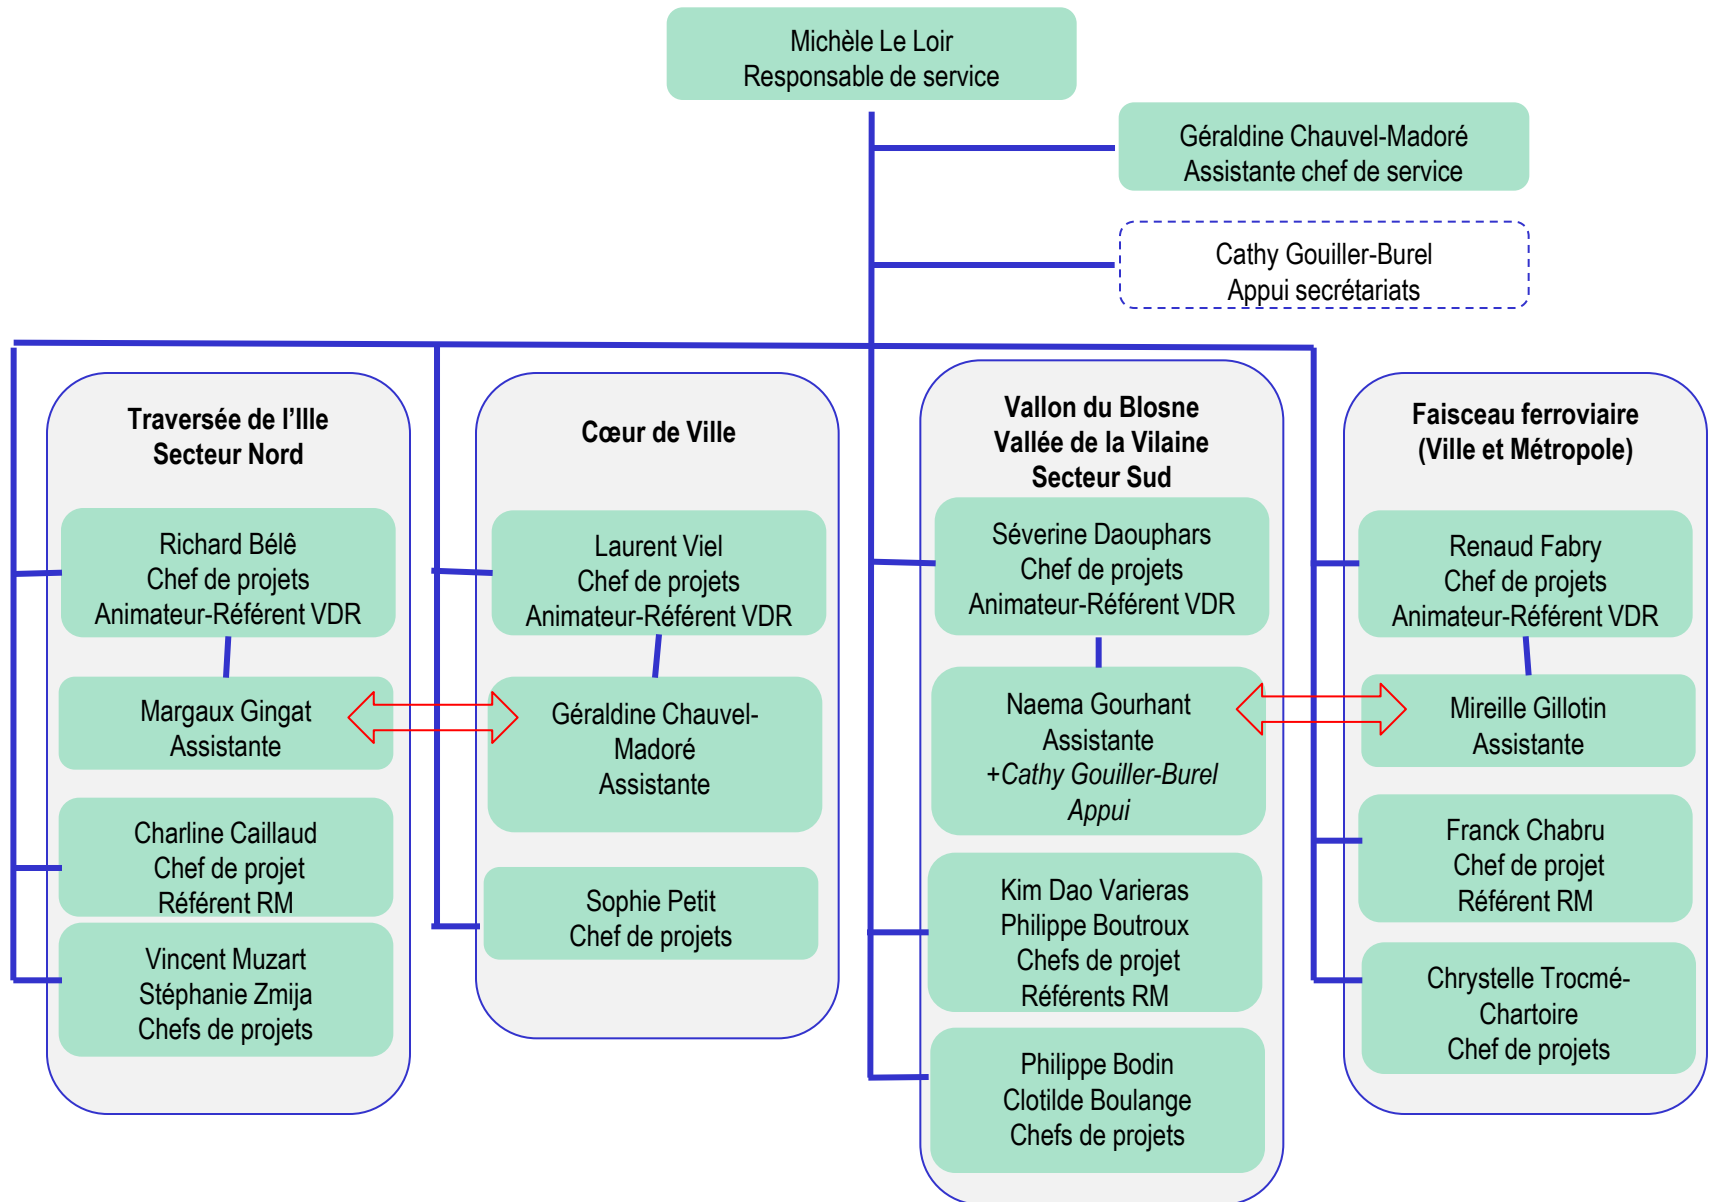 Michèle Le Loir
Responsable de service
Géraldine Chauvel-Madoré
Assistante chef de service
Cathy Gouiller-Burel
Appui secrétariats
Traversée de l’Ille
Secteur Nord
Richard Bélê
Chef de projets
Animateur-Référent VDR
Margaux Gingat
Assistante
Charline Caillaud
Chef de projet
Référent RM
Vincent Muzart
Stéphanie Zmija
Chefs de projets
Cœur de Ville
Laurent Viel
Chef de projets
Animateur-Référent VDR
Géraldine Chauvel-
Madoré
Assistante
Sophie Petit
Chef de projets
Vallon du Blosne
Vallée de la Vilaine
Secteur Sud
Séverine Daouphars
Chef de projets
Animateur-Référent VDR
Naema Gourhant
Assistante
+Cathy Gouiller-Burel
Appui
Kim Dao Varieras
Philippe Boutroux
Chefs de projet
Référents RM
Philippe Bodin
Clotilde Boulange
Chefs de projets
Faisceau ferroviaire
(Ville et Métropole)
Renaud Fabry
Chef de projets
Animateur-Référent VDR
Mireille Gillotin
Assistante
Franck Chabru
Chef de projet
Référent RM
Chrystelle Trocmé-
Chartoire
Chef de projets